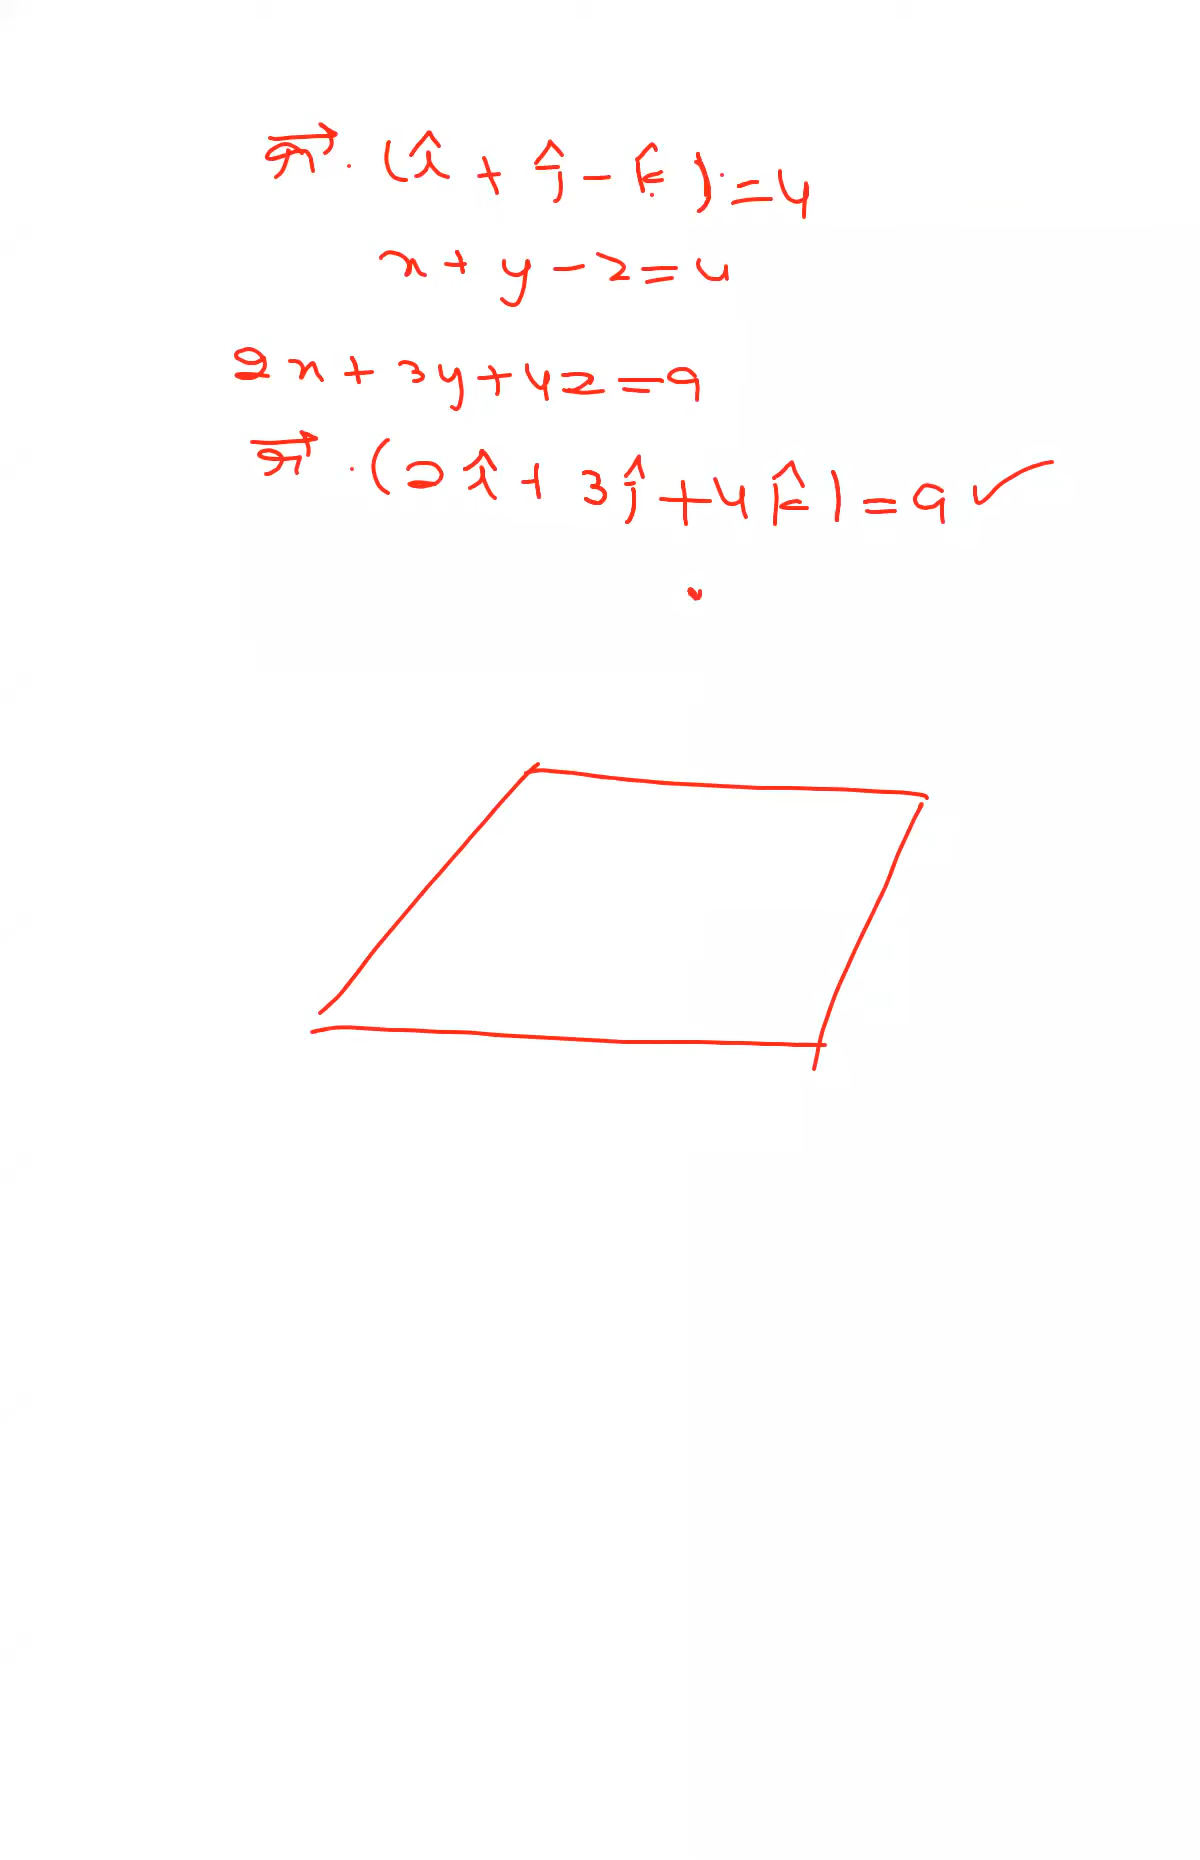 r⃗ · (î + ĵ - k̂) · = 4
x + y - z = 4
2x + 3y + 4z = 9
r⃗ · (2î + 3ĵ + 4k̂) = 9 ✓